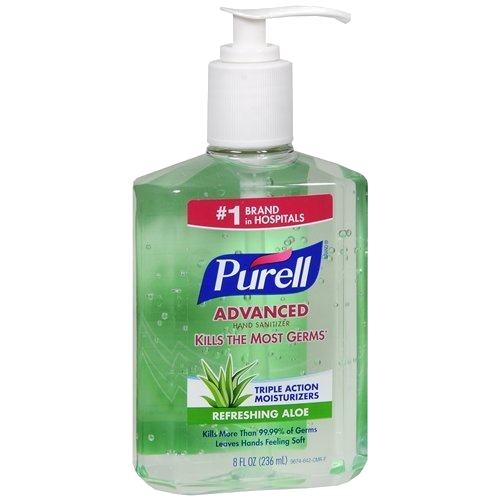 #1 BRAND
in HOSPITALS
Purell
ADVANCED
HAND SANITIZER
KILLS THE MOST GERMS*
TRIPLE ACTION
MOISTURIZERS
REFRESHING ALOE
Kills More Than 99.99% of Germs
Leaves Hands Feeling Soft
8 FL OZ (236 mL)